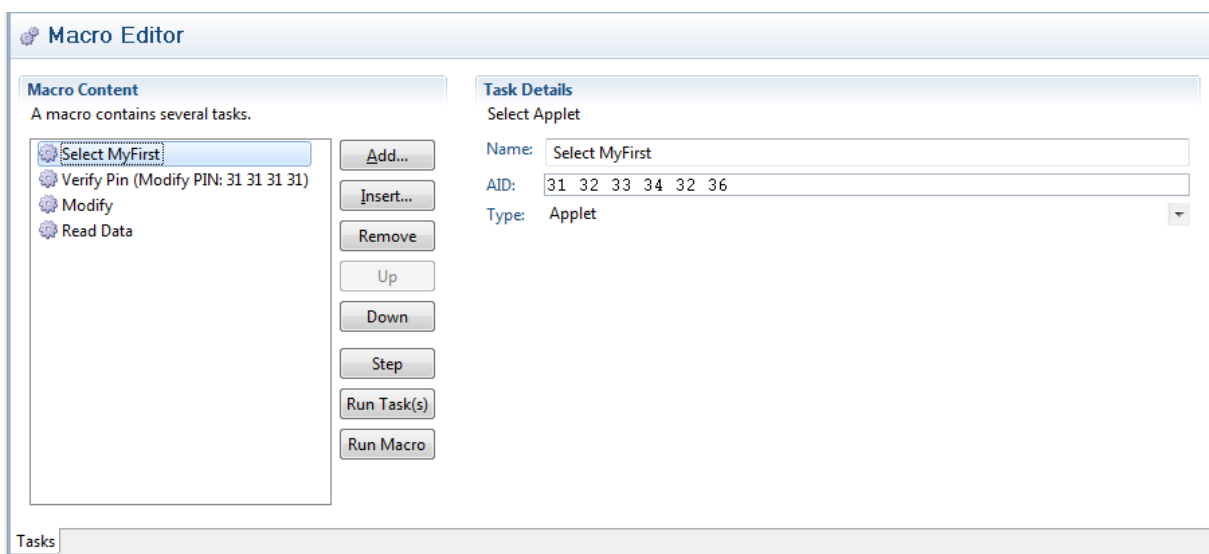 Macro Editor
Macro Content
A macro contains several tasks.
Select MyFirst
Verify Pin (Modify PIN: 31 31 31 31)
Modify
Read Data
Add...
Insert...
Remove
Up
Down
Step
Run Task(s)
Run Macro
Task Details
Select Applet
Name: Select MyFirst
AID: 31 32 33 34 32 36
Type: Applet
Tasks